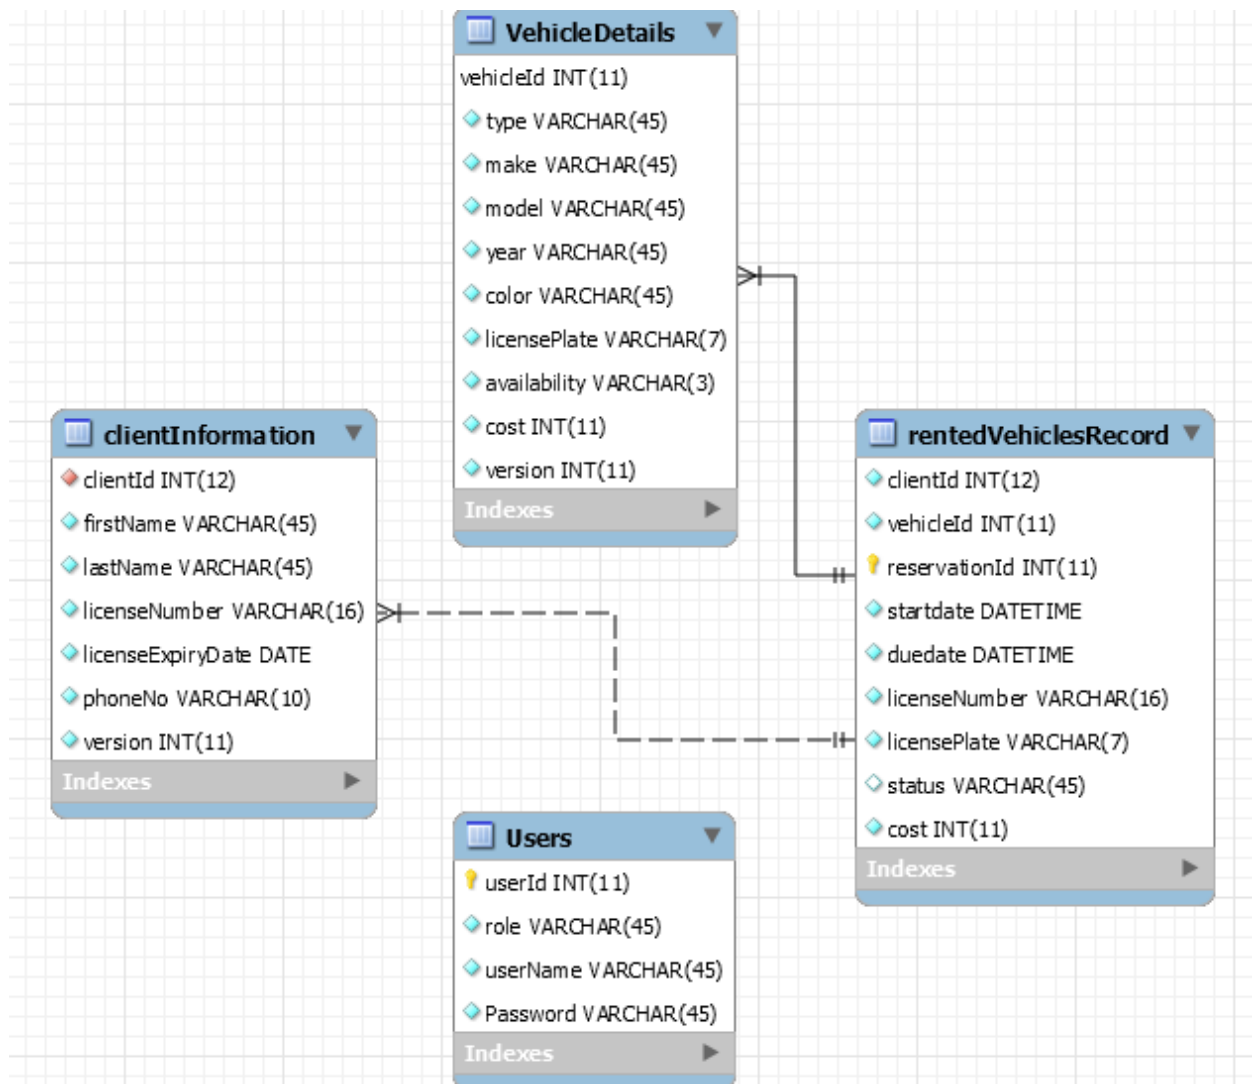 VehicleDetails
vehicleId INT(11)
type VARCHAR(45)
make VARCHAR(45)
model VARCHAR(45)
year VARCHAR(45)
color VARCHAR(45)
licensePlate VARCHAR(7)
availability VARCHAR(3)
cost INT(11)
version INT(11)
Indexes
clientInformation
clientId INT(12)
firstName VARCHAR(45)
lastName VARCHAR(45)
licenseNumber VARCHAR(16)
licenseExpiryDate DATE
phoneNo VARCHAR(10)
version INT(11)
Indexes
rentedVehiclesRecord
clientId INT(12)
vehicleId INT(11)
reservationId INT(11)
startdate DATETIME
duedate DATETIME
licenseNumber VARCHAR(16)
licensePlate VARCHAR(7)
status VARCHAR(45)
cost INT(11)
Indexes
Users
userId INT(11)
role VARCHAR(45)
userName VARCHAR(45)
Password VARCHAR(45)
Indexes